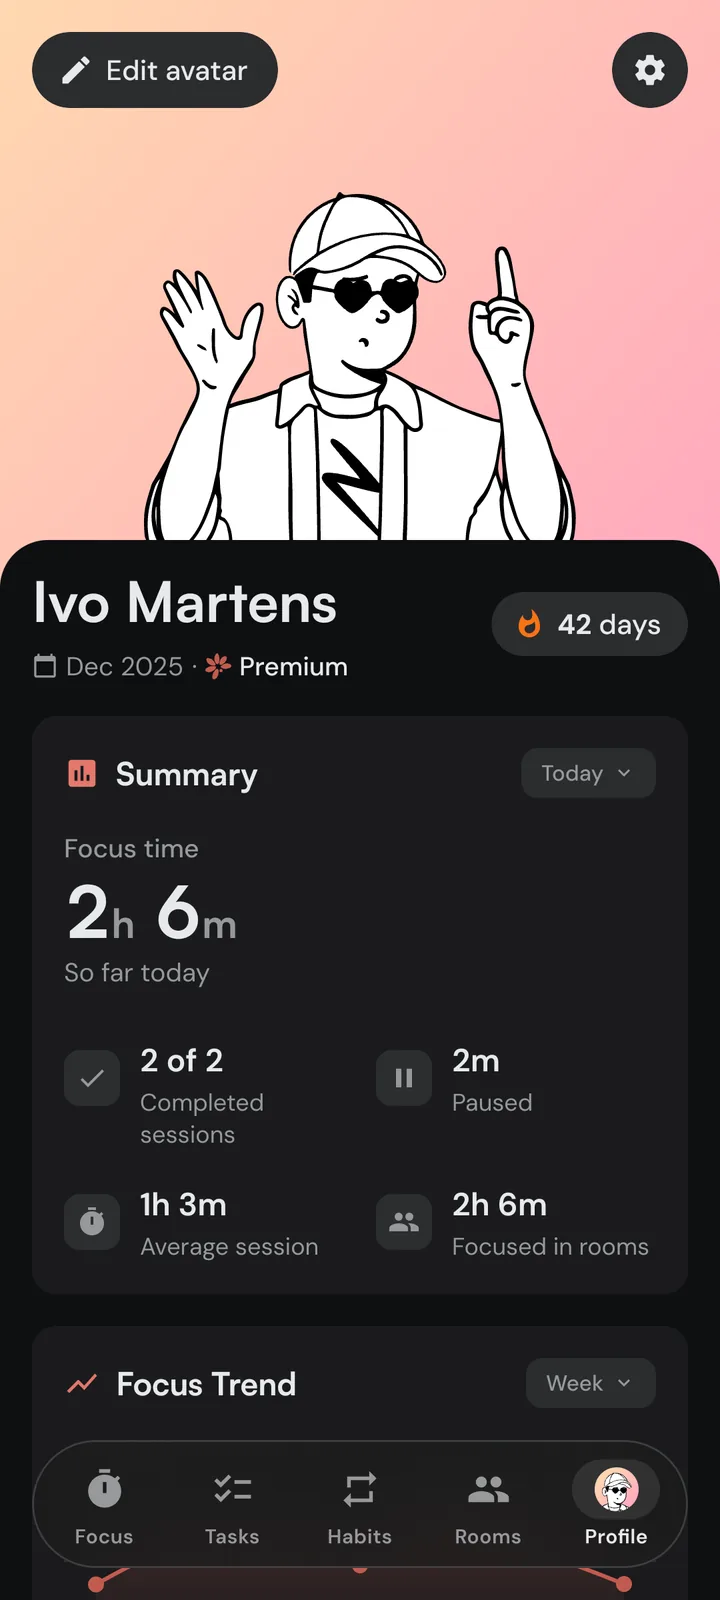 Edit avatar
Ivo Martens
42 days
Dec 2025 · Premium
Summary
Today
Focus time
2h 6m
So far today
2 of 2
Completed
sessions
2m
Paused
1h 3m
Average session
2h 6m
Focused in rooms
Focus Trend
Week
Focus
Tasks
Habits
Rooms
Profile